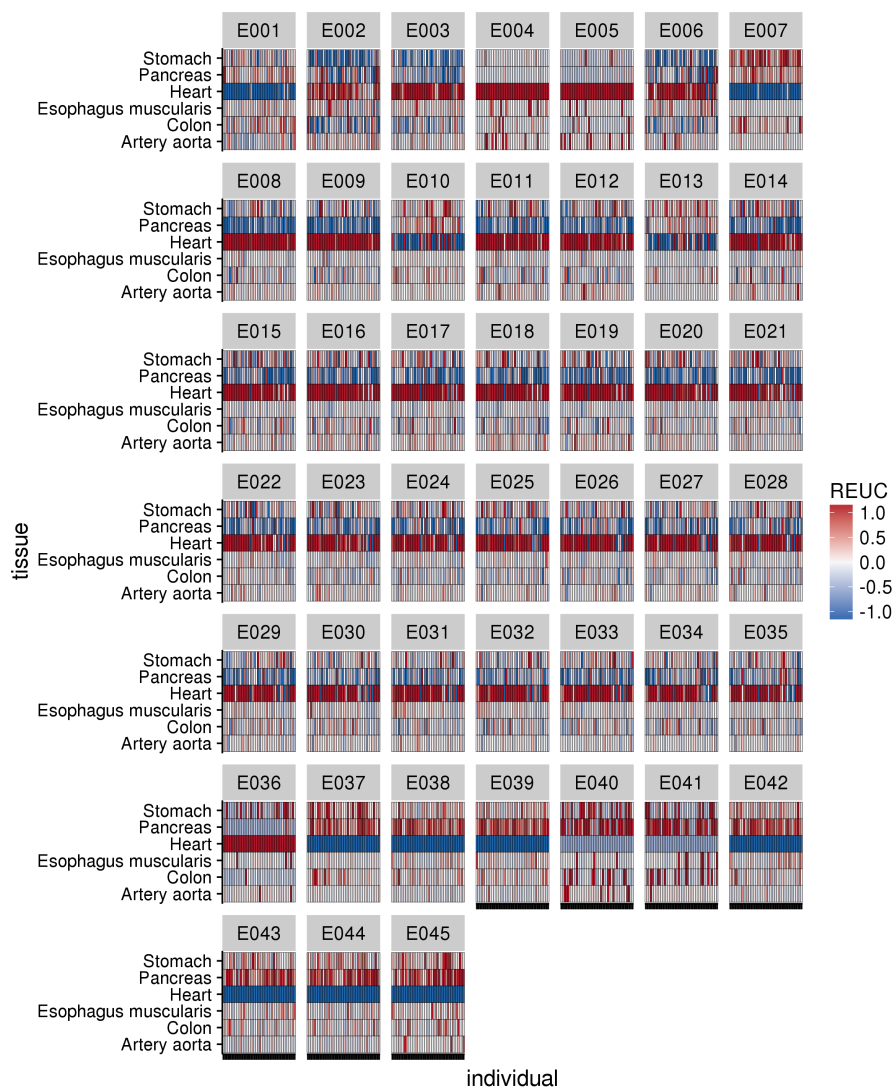 E001 E002 E003 E004 E005 E006 E007
Stomach
Pancreas
Heart
Esophagus muscularis
Colon
Artery aorta
E008 E009 E010 E011 E012 E013 E014
Stomach
Pancreas
Heart
Esophagus muscularis
Colon
Artery aorta
E015 E016 E017 E018 E019 E020 E021
Stomach
Pancreas
Heart
Esophagus muscularis
Colon
Artery aorta
E022 E023 E024 E025 E026 E027 E028
Stomach
Pancreas
Heart
Esophagus muscularis
Colon
Artery aorta
E029 E030 E031 E032 E033 E034 E035
Stomach
Pancreas
Heart
Esophagus muscularis
Colon
Artery aorta
E036 E037 E038 E039 E040 E041 E042
Stomach
Pancreas
Heart
Esophagus muscularis
Colon
Artery aorta
E043 E044 E045
Stomach
Pancreas
Heart
Esophagus muscularis
Colon
Artery aorta
tissue
individual
REUC
1.0
0.5
0.0
-0.5
-1.0